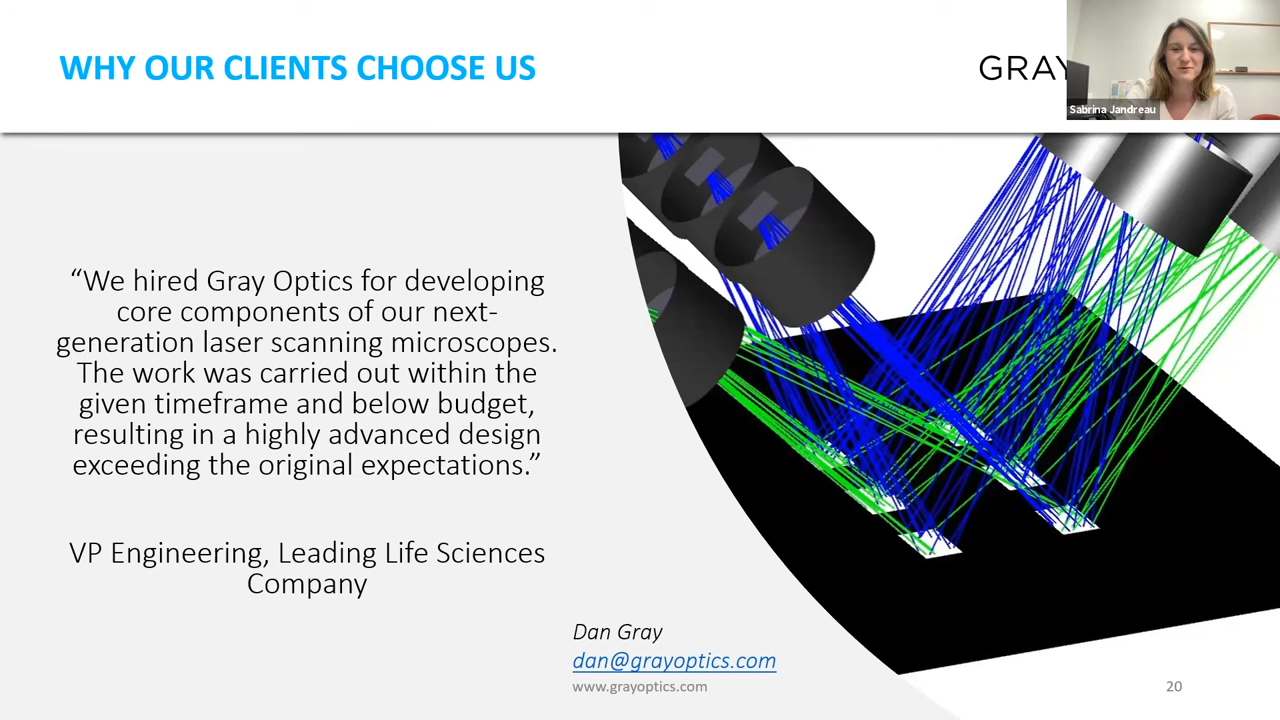 WHY OUR CLIENTS CHOOSE US
GRAY
Sabrina Jandreau
“We hired Gray Optics for developing
core components of our next-
generation laser scanning microscopes.
The work was carried out within the
given timeframe and below budget,
resulting in a highly advanced design
exceeding the original expectations.”
VP Engineering, Leading Life Sciences
Company
Dan Gray
dan@grayoptics.com
www.grayoptics.com
20